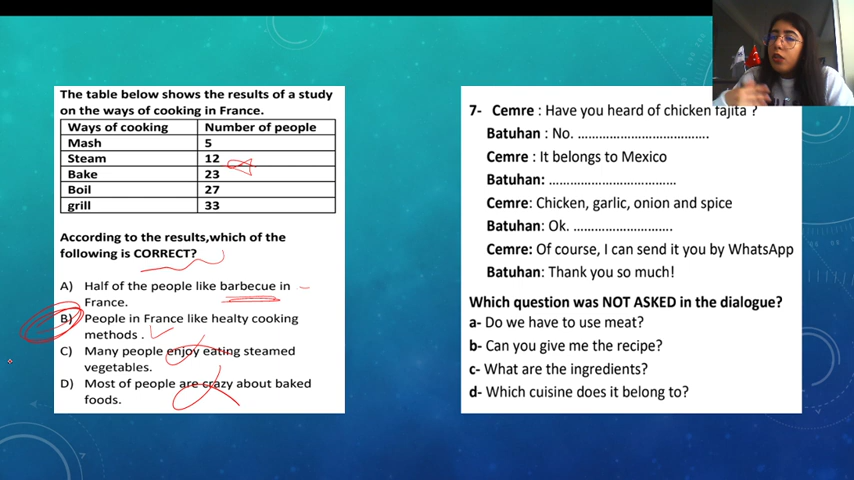 The table below shows the results of a study
on the ways of cooking in France.
Ways of cooking Number of people
Mash 5
Steam 12
Bake 23
Boil 27
grill 33
According to the results,which of the
following is CORRECT?
A) Half of the people like barbecue in
France.
B) People in France like healty cooking
methods .
C) Many people enjoy eating steamed
vegetables.
D) Most of people are crazy about baked
foods.
7- Cemre : Have you heard of chicken fajita ?
Batuhan : No. ....................................
Cemre : It belongs to Mexico
Batuhan: ...................................
Cemre: Chicken, garlic, onion and spice
Batuhan: Ok. ...........................
Cemre: Of course, I can send it you by WhatsApp
Batuhan: Thank you so much!
Which question was NOT ASKED in the dialogue?
a- Do we have to use meat?
b- Can you give me the recipe?
c- What are the ingredients?
d- Which cuisine does it belong to?